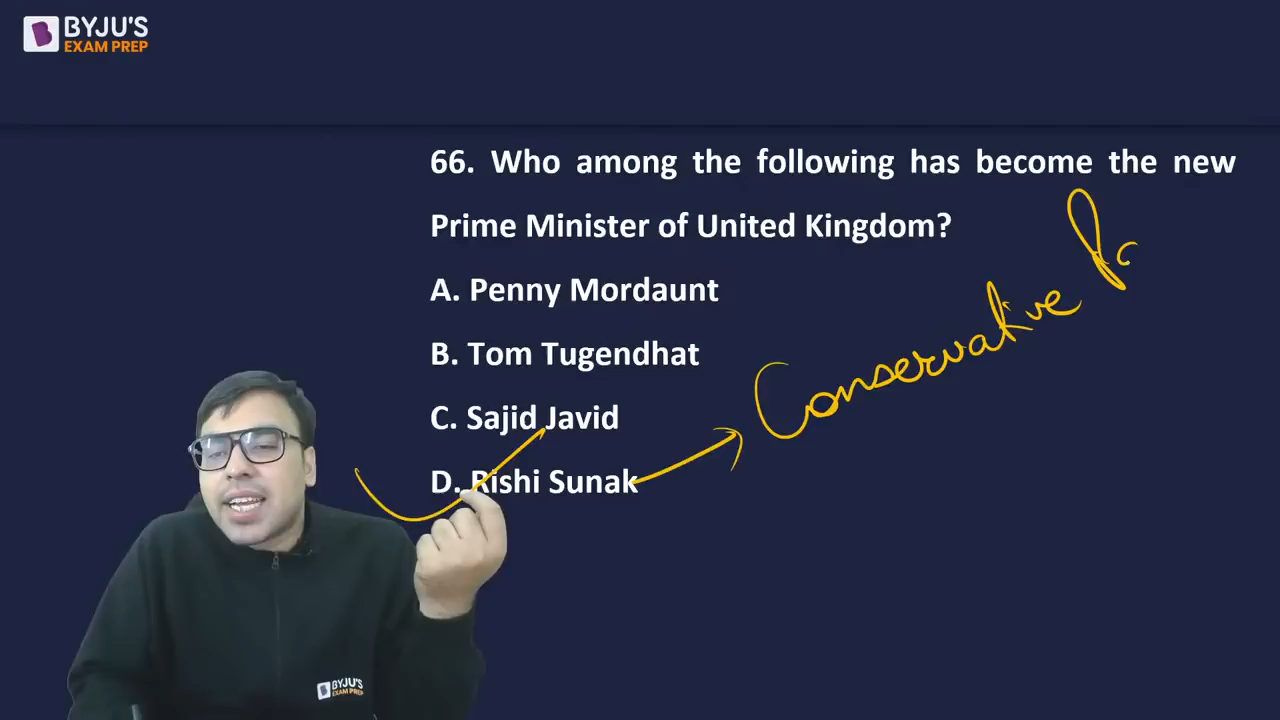 BYJU'S
EXAM PREP
66. Who among the following has become the new
Prime Minister of United Kingdom?
A. Penny Mordaunt
B. Tom Tugendhat
C. Sajid Javid
D. Rishi Sunak
Conservative Pa
BYJU'S
EXAM PREP